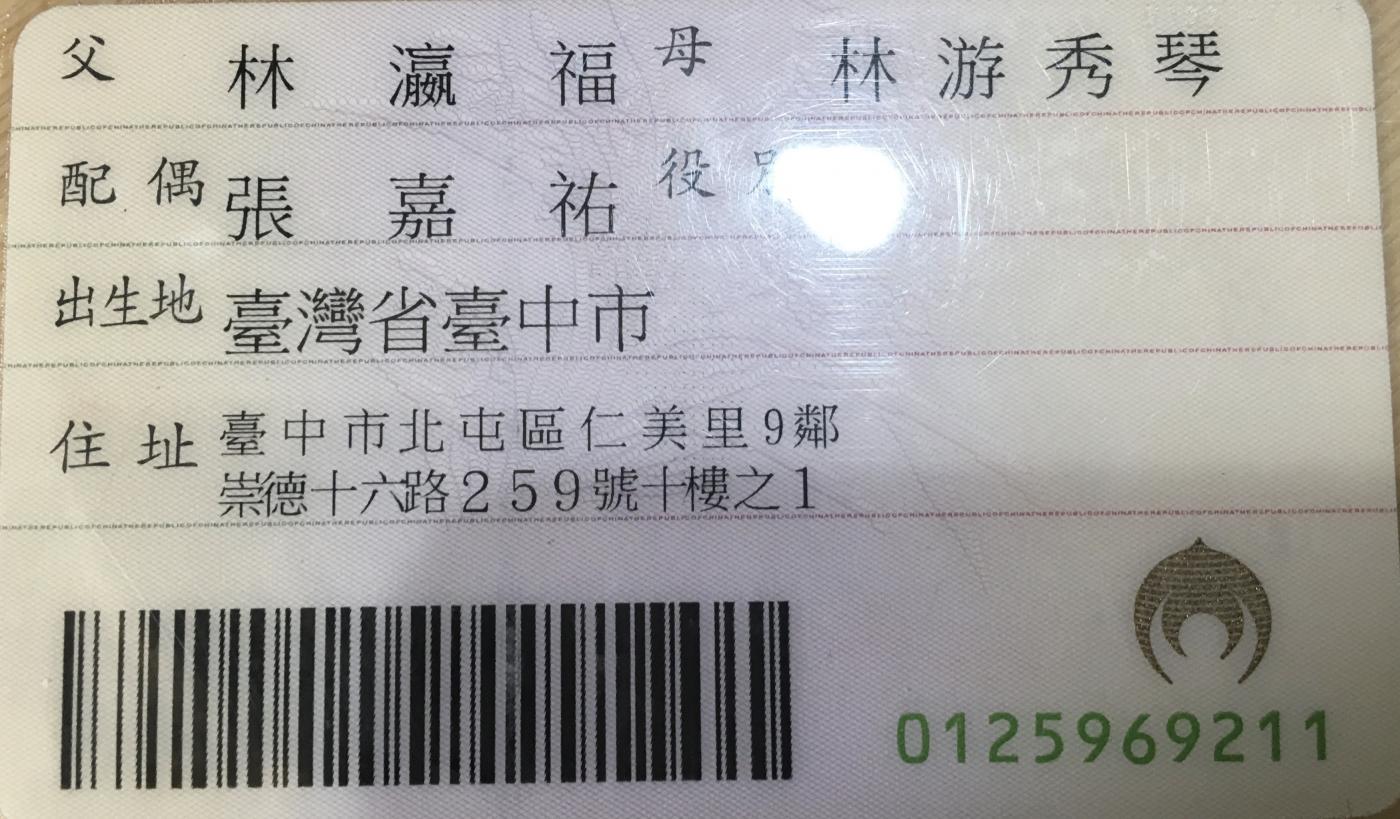 父 林瀛福 母 林游秀琴
配偶 張嘉祐 役
出生地 臺灣省臺中市
住址 臺中市北屯區仁美里9鄰
崇德十六路259號十樓之1
0125969211